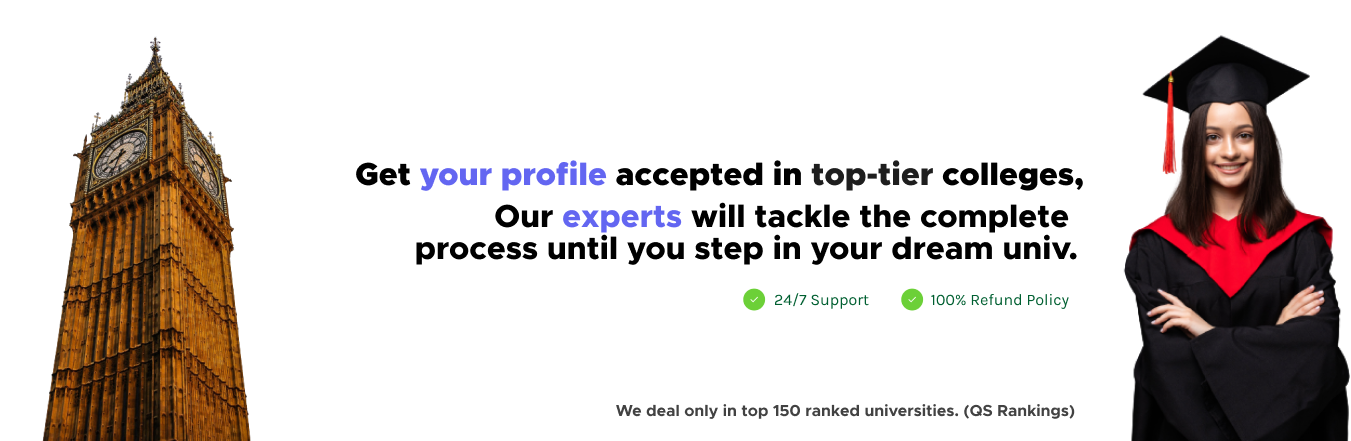 Get your profile accepted in top-tier colleges,
Our experts will tackle the complete
process until you step in your dream univ.
24/7 Support 100% Refund Policy
We deal only in top 150 ranked universities. (QS Rankings)